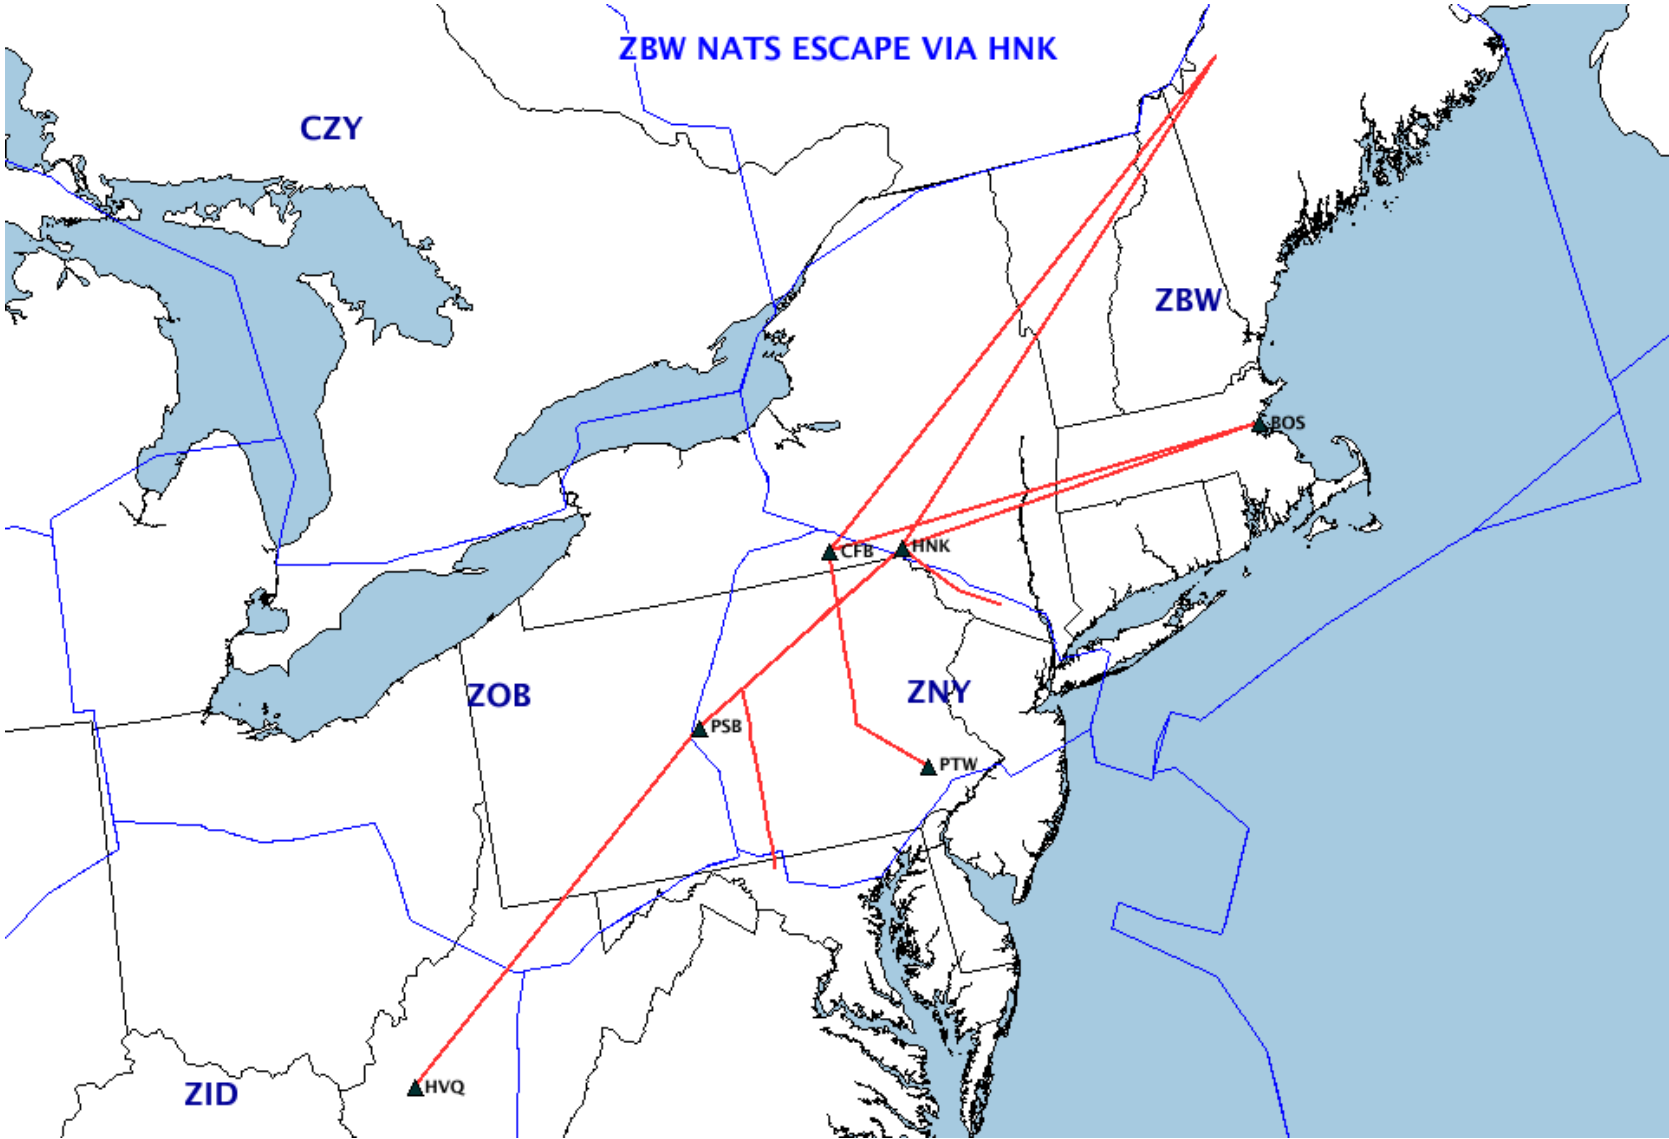 ZBW NATS ESCAPE VIA HNK
CZY
ZBW
BOS
CFB
HNK
ZOB
ZNY
PSB
PTW
ZID
HVQ